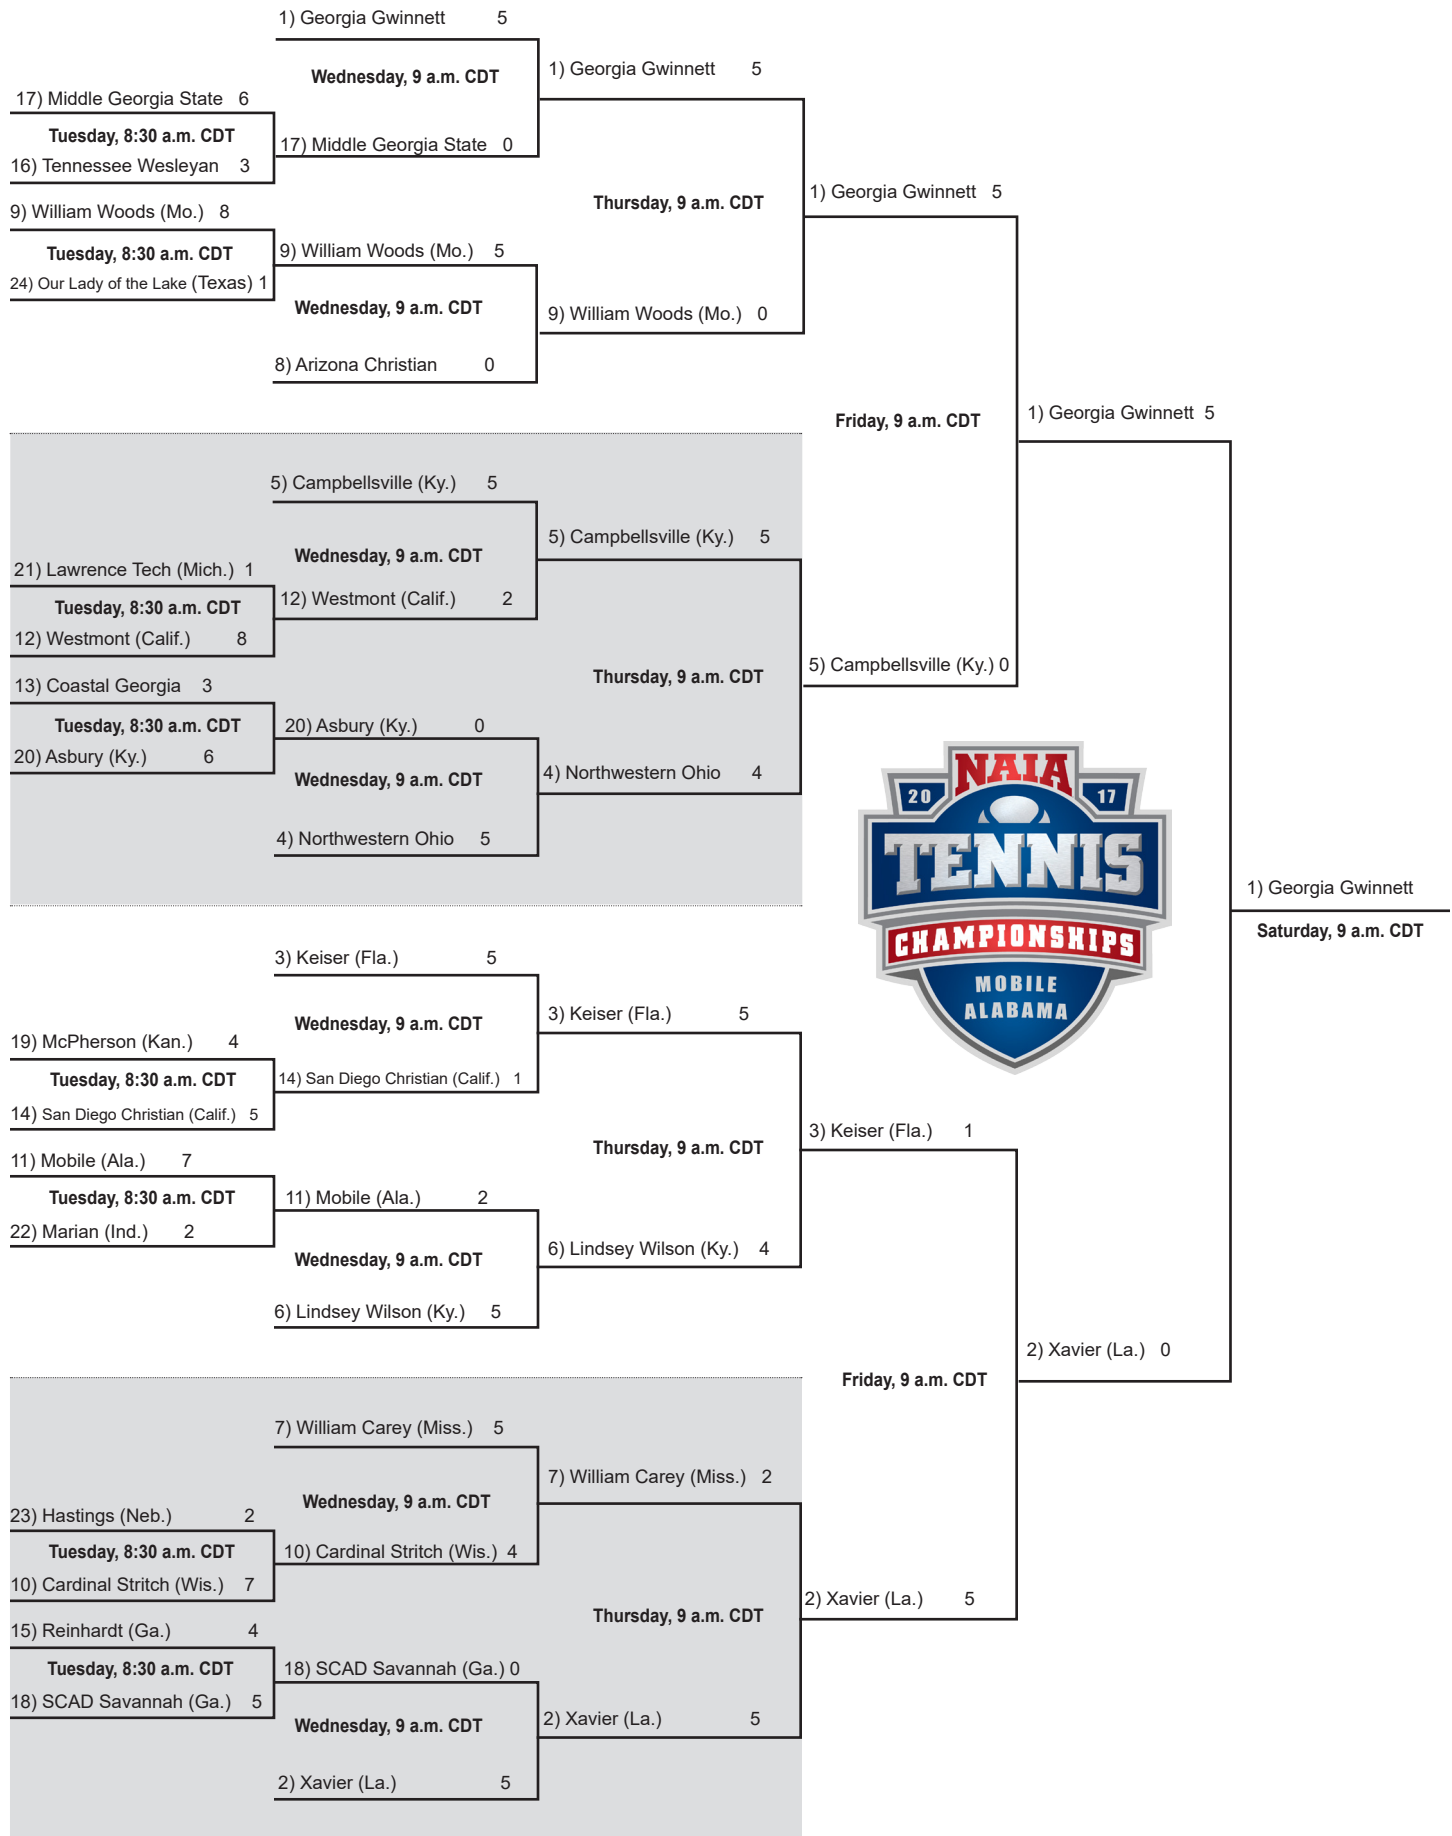 1) Georgia Gwinnett 5
Wednesday, 9 a.m. CDT
1) Georgia Gwinnett 5
17) Middle Georgia State 6
Tuesday, 8:30 a.m. CDT
17) Middle Georgia State 0
16) Tennessee Wesleyan 3
Thursday, 9 a.m. CDT
1) Georgia Gwinnett 5
9) William Woods (Mo.) 8
Tuesday, 8:30 a.m. CDT
9) William Woods (Mo.) 5
24) Our Lady of the Lake (Texas) 1
Wednesday, 9 a.m. CDT
9) William Woods (Mo.) 0
8) Arizona Christian 0
Friday, 9 a.m. CDT
1) Georgia Gwinnett 5
5) Campbellsville (Ky.) 5
Wednesday, 9 a.m. CDT
5) Campbellsville (Ky.) 5
21) Lawrence Tech (Mich.) 1
Tuesday, 8:30 a.m. CDT
12) Westmont (Calif.) 2
12) Westmont (Calif.) 8
Thursday, 9 a.m. CDT
5) Campbellsville (Ky.) 0
13) Coastal Georgia 3
Tuesday, 8:30 a.m. CDT
20) Asbury (Ky.) 0
20) Asbury (Ky.) 6
Wednesday, 9 a.m. CDT
4) Northwestern Ohio 4
4) Northwestern Ohio 5
NAIA
20 17
TENNIS
CHAMPIONSHIPS
MOBILE
ALABAMA
1) Georgia Gwinnett
Saturday, 9 a.m. CDT
3) Keiser (Fla.) 5
Wednesday, 9 a.m. CDT
3) Keiser (Fla.) 5
19) McPherson (Kan.) 4
Tuesday, 8:30 a.m. CDT
14) San Diego Christian (Calif.) 1
14) San Diego Christian (Calif.) 5
Thursday, 9 a.m. CDT
3) Keiser (Fla.) 1
11) Mobile (Ala.) 7
Tuesday, 8:30 a.m. CDT
11) Mobile (Ala.) 2
22) Marian (Ind.) 2
Wednesday, 9 a.m. CDT
6) Lindsey Wilson (Ky.) 4
6) Lindsey Wilson (Ky.) 5
Friday, 9 a.m. CDT
2) Xavier (La.) 0
7) William Carey (Miss.) 5
Wednesday, 9 a.m. CDT
7) William Carey (Miss.) 2
23) Hastings (Neb.) 2
Tuesday, 8:30 a.m. CDT
10) Cardinal Stritch (Wis.) 4
10) Cardinal Stritch (Wis.) 7
Thursday, 9 a.m. CDT
2) Xavier (La.) 5
15) Reinhardt (Ga.) 4
Tuesday, 8:30 a.m. CDT
18) SCAD Savannah (Ga.) 0
18) SCAD Savannah (Ga.) 5
Wednesday, 9 a.m. CDT
2) Xavier (La.) 5
2) Xavier (La.) 5